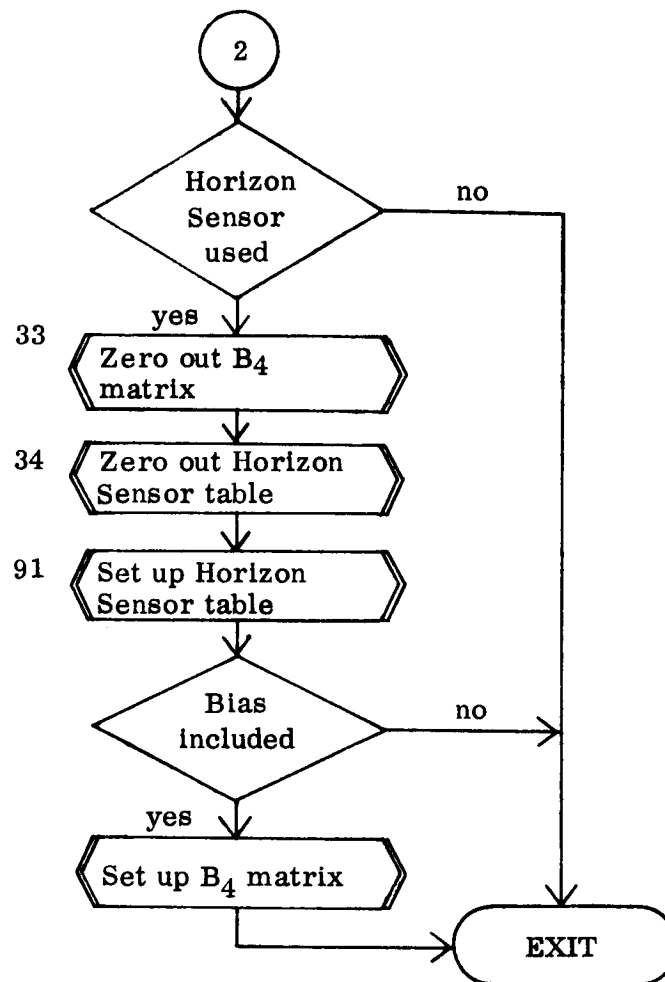 2
Horizon
Sensor
used
no
yes
33
Zero out B₄
matrix
34
Zero out Horizon
Sensor table
91
Set up Horizon
Sensor table
Bias
included
no
yes
Set up B₄ matrix
EXIT